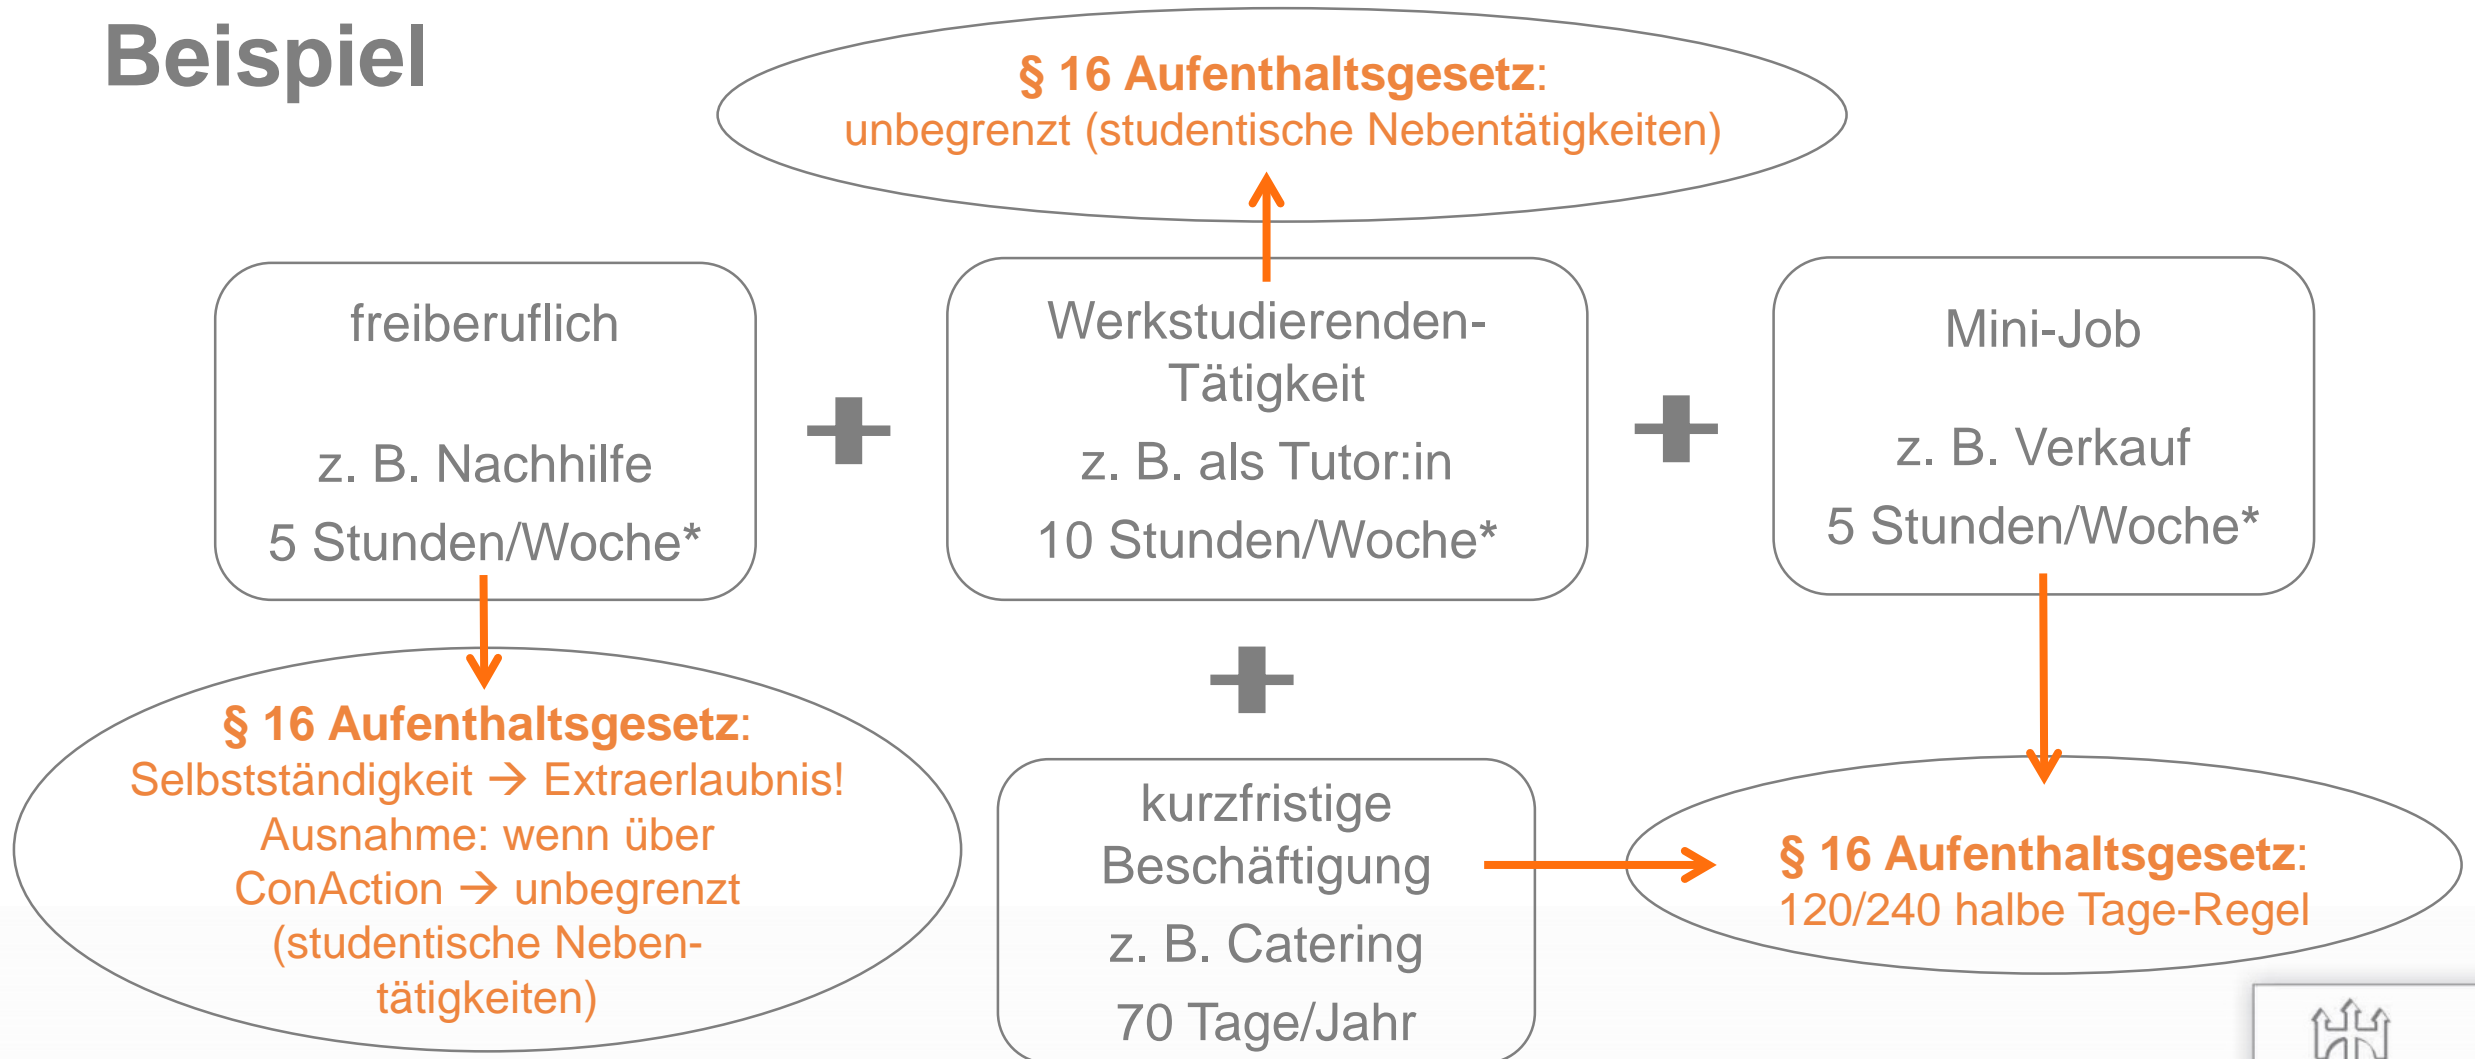 Beispiel
§ 16 Aufenthaltsgesetz:
unbegrenzt (studentische Nebentätigkeiten)
freiberuflich
z. B. Nachhilfe
5 Stunden/Woche*
Werkstudierenden-
Tätigkeit
z. B. als Tutor:in
10 Stunden/Woche*
Mini-Job
z. B. Verkauf
5 Stunden/Woche*
§ 16 Aufenthaltsgesetz:
Selbstständigkeit → Extraerlaubnis!
Ausnahme: wenn über
ConAction → unbegrenzt
(studentische Neben-
tätigkeiten)
kurzfristige
Beschäftigung
z. B. Catering
70 Tage/Jahr
§ 16 Aufenthaltsgesetz:
120/240 halbe Tage-Regel